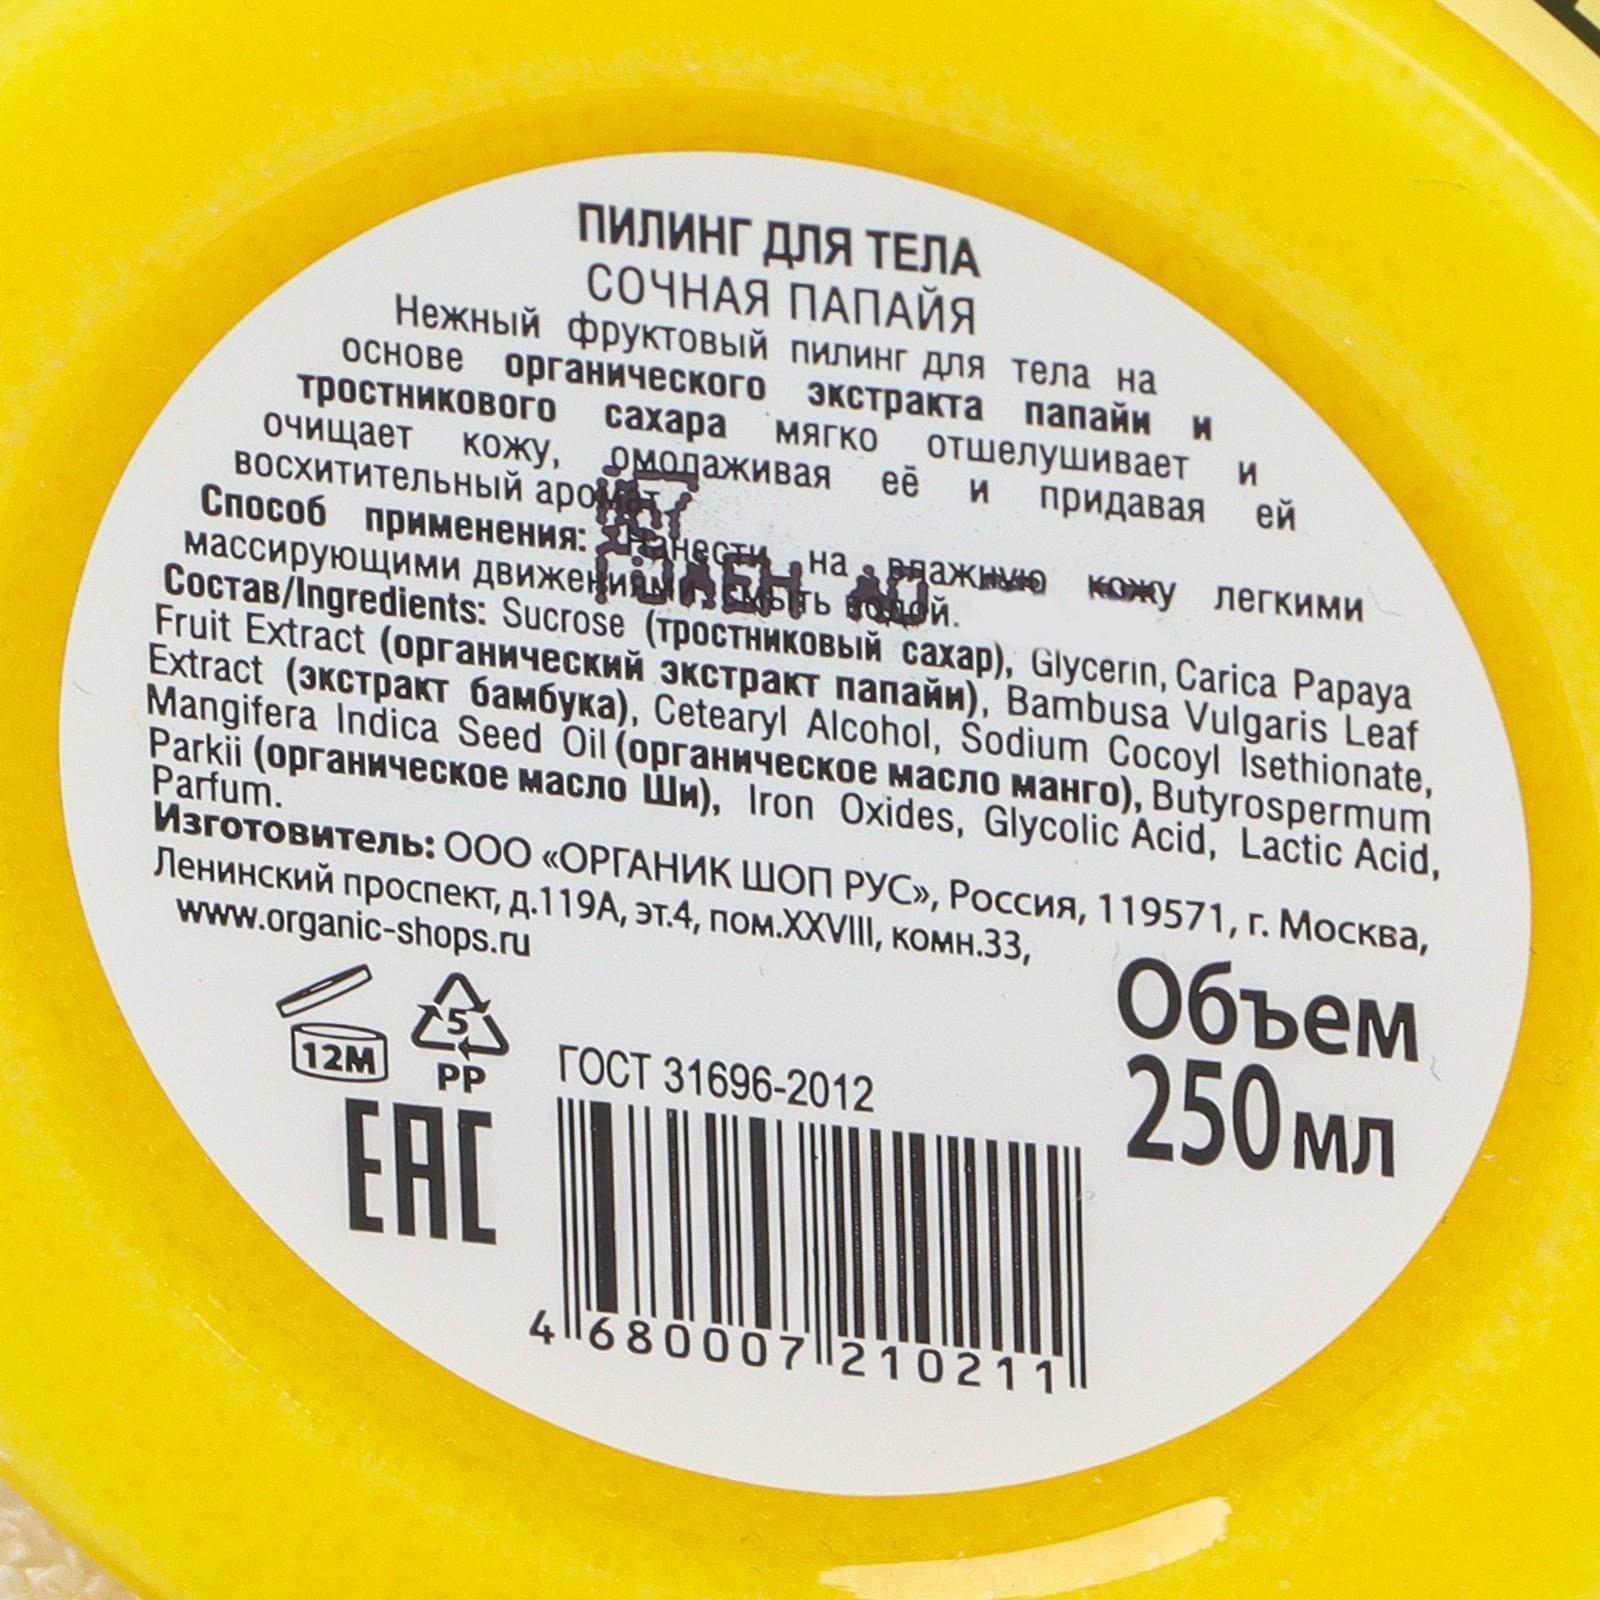 ПИЛИНГ ДЛЯ ТЕЛА
СОЧНАЯ ПАПАЙЯ
Нежный фруктовый пилинг для тела на
основе органического экстракта папайи и
тростникового сахара мягко отшелушивает и
очищает кожу, омолаживая её и придавая ей
восхитительный аромат.
Способ применения: Нанести на влажную кожу легкими
массирующими движениями, смыть водой.
Состав/Ingredients: Sucrose (тростниковый сахар), Glycerin, Carica Papaya
Fruit Extract (органический экстракт папайи), Bambusa Vulgaris Leaf
Extract (экстракт бамбука), Cetearyl Alcohol, Sodium Cocoyl Isethionate,
Mangifera Indica Seed Oil (органическое масло манго), Butyrospermum
Parkii (органическое масло Ши), Iron Oxides, Glycolic Acid, Lactic Acid,
Parfum.
Изготовитель: ООО «ОРГАНИК ШОП РУС», Россия, 119571, г. Москва,
Ленинский проспект, д.119А, эт.4, пом.XXVIII, комн.33,
www.organic-shops.ru
12М
5
PP
ЕАС
ГОСТ 31696-2012
Объем
250 мл
4 680007 210211